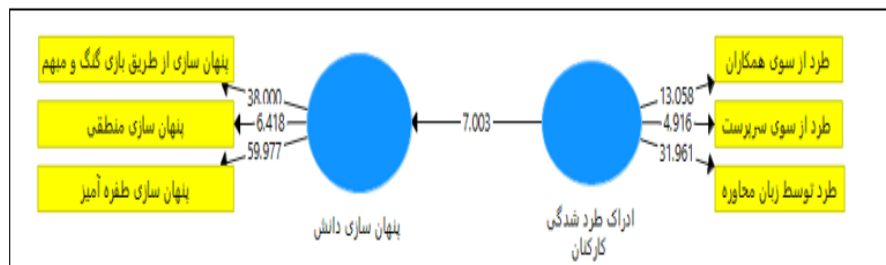 طرد از سوی همکاران
طرد از سوی سرپرست
طرد توسط زبان محاوره
13.058
4.916
31.961
ادراک طرد شدگی
کارکنان
7.003
پنهان سازی دانش
38.000
6.418
59.977
پنهان سازی از طریق بازی گنگ و مبهم
پنهان سازی منطقی
پنهان سازی طفره آمیز